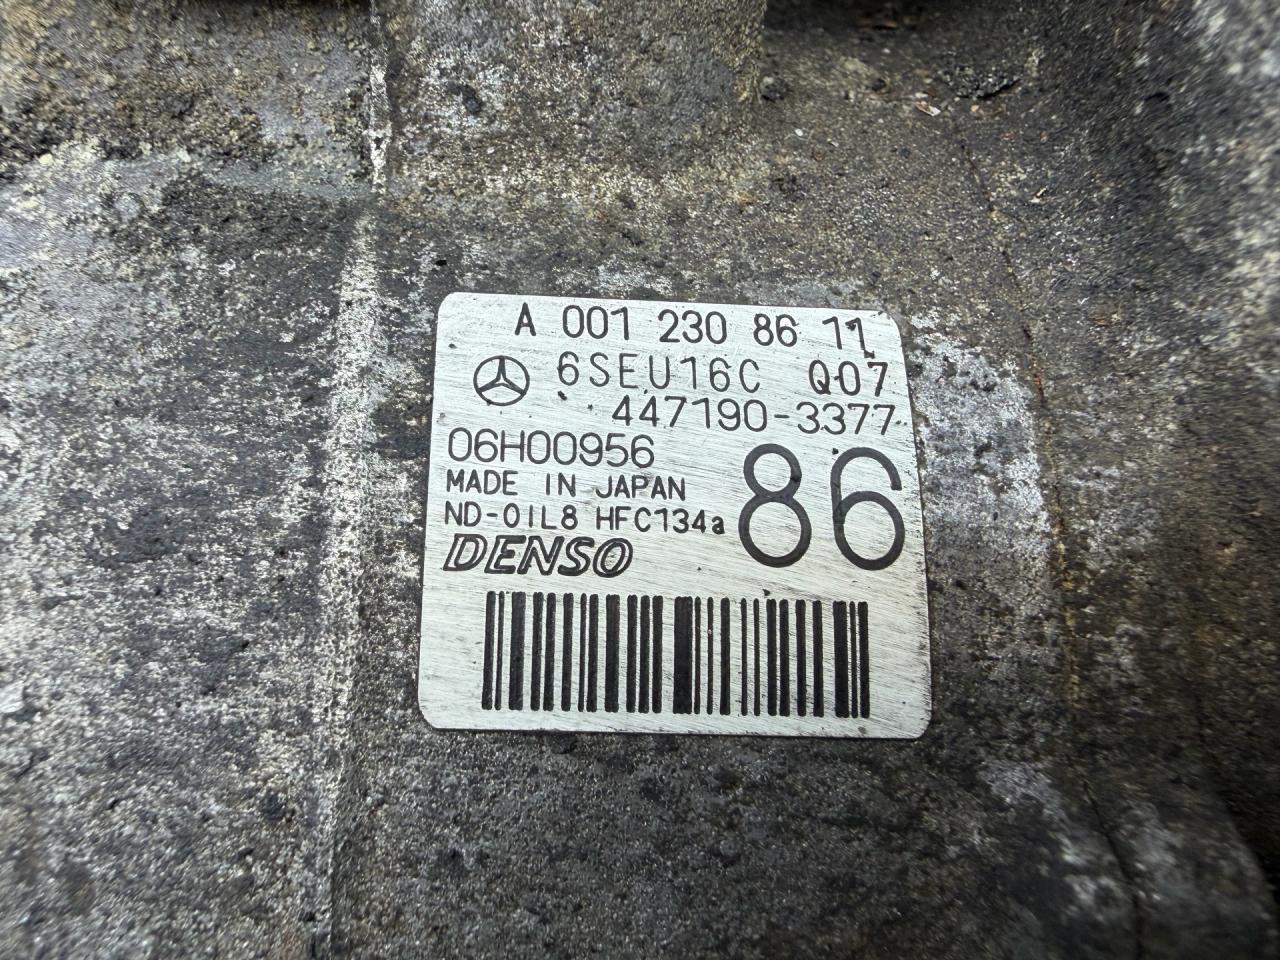 A 001 230 86 11
6SEU16C Q07
447190-3377
06H00956
86
MADE IN JAPAN
ND-OIL8 HFC134a
DENSO